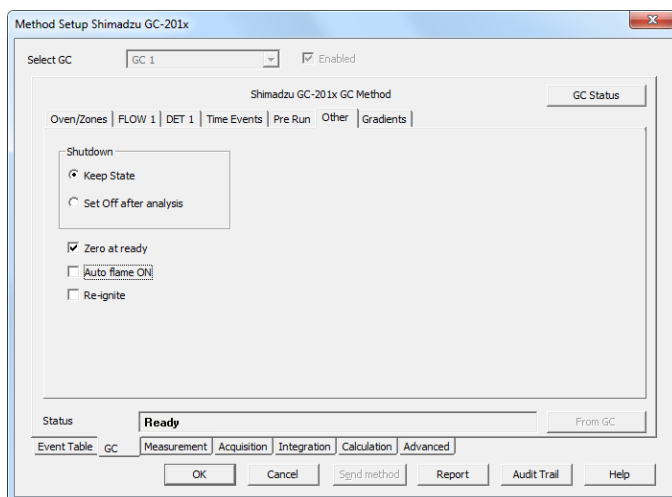 Method Setup Shimadzu GC-201x
Select GC GC 1 Enabled
Shimadzu GC-201x GC Method GC Status
Oven/Zones FLOW 1 DET 1 Time Events Pre Run Other Gradients
Shutdown
Keep State
Set Off after analysis
Zero at ready
Auto flame ON
Re-ignite
Status Ready From GC
Event Table GC Measurement Acquisition Integration Calculation Advanced
OK Cancel Send method Report Audit Trail Help